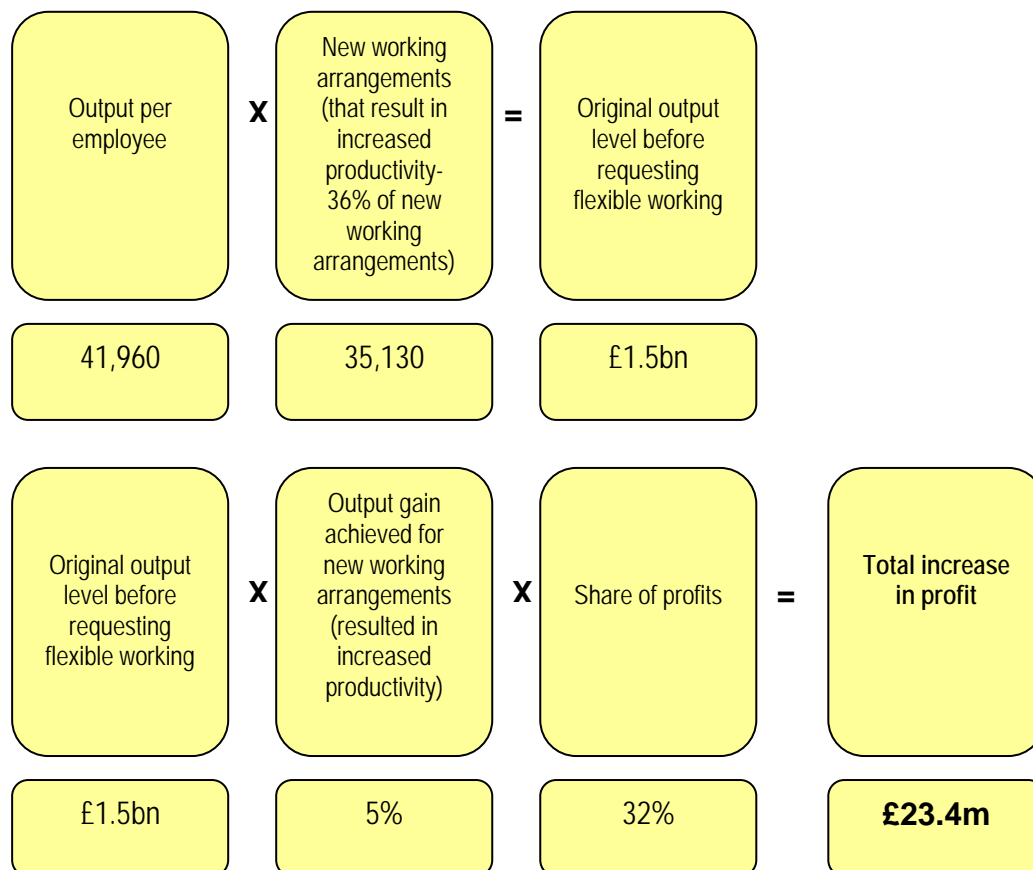 Output per
employee
X
New working
arrangements
(that result in
increased
productivity-
36% of new
working
arrangements)
=
Original output
level before
requesting
flexible working
41,960
35,130
£1.5bn
Original output
level before
requesting
flexible working
X
Output gain
achieved for
new working
arrangements
(resulted in
increased
productivity)
X
Share of profits
=
Total increase
in profit
£1.5bn
5%
32%
£23.4m